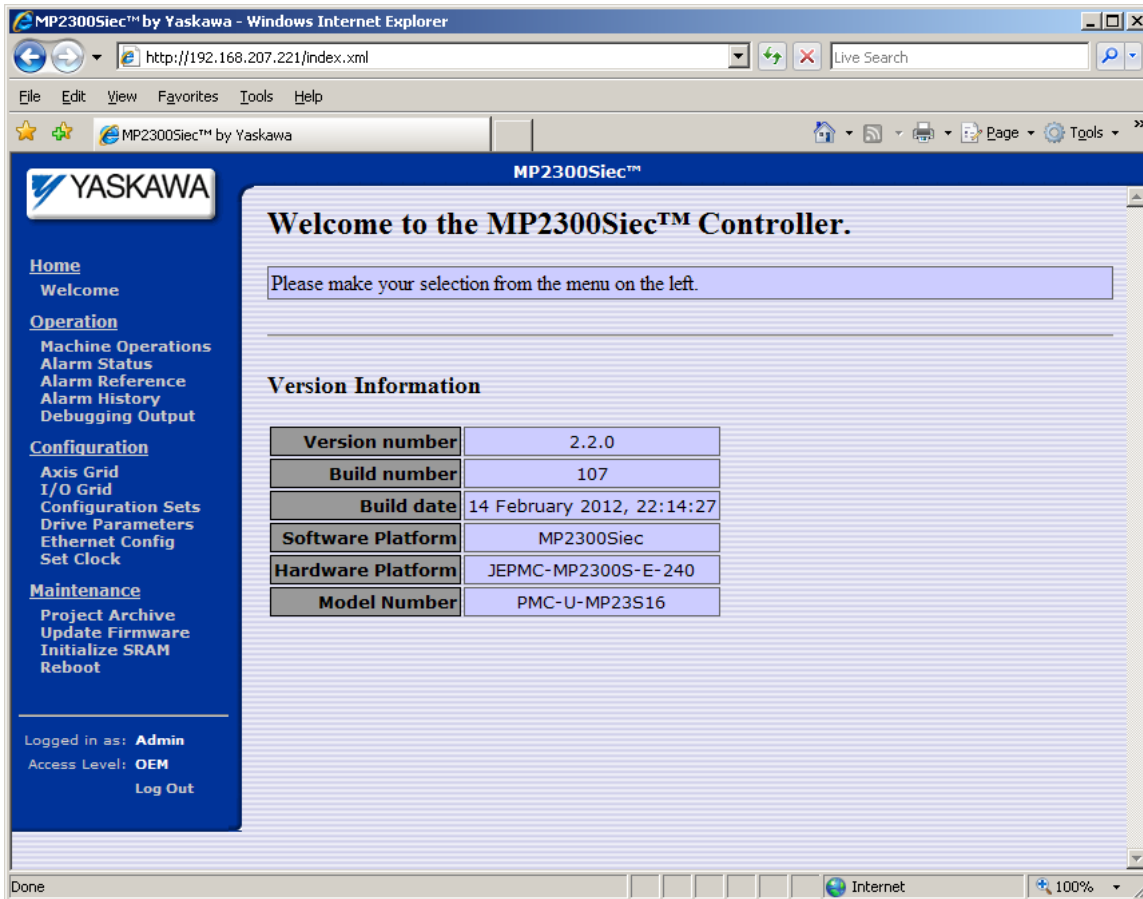 MP2300Siec™ by Yaskawa - Windows Internet Explorer
http://192.168.207.221/index.xml
Live Search
File Edit View Favorites Tools Help
MP2300Siec™ by Yaskawa
Page Tools »
YASKAWA
MP2300Siec™
Home
Welcome
Operation
Machine Operations
Alarm Status
Alarm Reference
Alarm History
Debugging Output
Configuration
Axis Grid
I/O Grid
Configuration Sets
Drive Parameters
Ethernet Config
Set Clock
Maintenance
Project Archive
Update Firmware
Initialize SRAM
Reboot
Logged in as: Admin
Access Level: OEM
Log Out
Welcome to the MP2300Siec™ Controller.
Please make your selection from the menu on the left.
Version Information
Version number 2.2.0
Build number 107
Build date 14 February 2012, 22:14:27
Software Platform MP2300Siec
Hardware Platform JEPMC-MP2300S-E-240
Model Number PMC-U-MP23S16
Done
Internet
100%